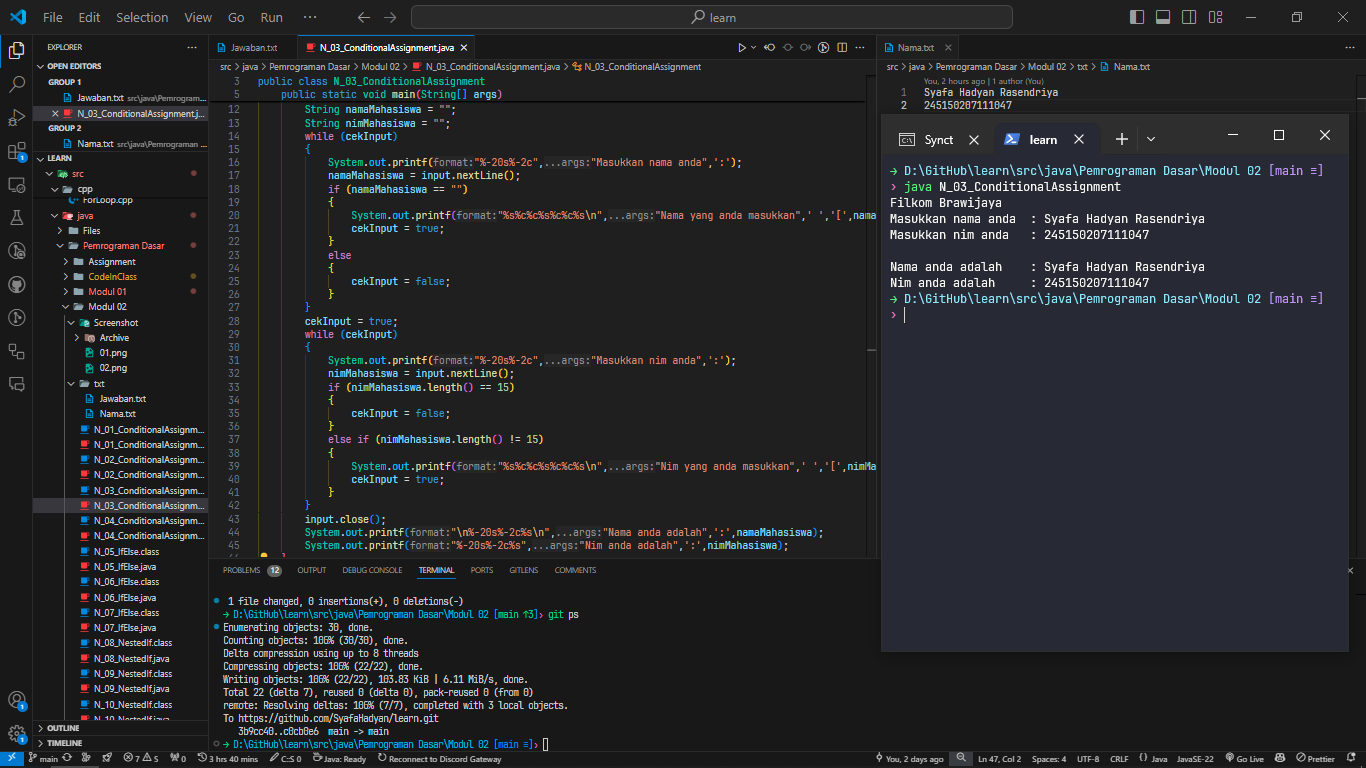 File Edit Selection View Go Run ··· learn
EXPLORER ···
OPEN EDITORS
GROUP 1
Jawaban.txt src\java\Pemrogram...
N_03_ConditionalAssignment.j...
GROUP 2
Nama.txt src\java\Pemrograman ...
LEARN
src
cpp
ForLoop.cpp
java
Files
Pemrograman Dasar
Assignment
CodeInClass
Modul 01
Modul 02
Screenshot
Archive
01.png
02.png
txt
Jawaban.txt
Nama.txt
N_01_ConditionalAssignm...
N_01_ConditionalAssignm...
N_02_ConditionalAssignm...
N_02_ConditionalAssignm...
N_03_ConditionalAssignm...
N_03_ConditionalAssignm...
N_04_ConditionalAssignm...
N_04_ConditionalAssignm...
N_05_IfElse.class
N_05_IfElse.java
N_06_IfElse.class
N_06_IfElse.java
N_07_IfElse.class
N_07_IfElse.java
N_08_NestedIf.class
N_08_NestedIf.java
N_09_NestedIf.class
N_09_NestedIf.java
N_10_NestedIf.class
N_10_NestedIf.java
OUTLINE
TIMELINE
Jawaban.txt N_03_ConditionalAssignment.java
src > java > Pemrograman Dasar > Modul 02 > N_03_ConditionalAssignment.java > N_03_ConditionalAssignment
3 public class N_03_ConditionalAssignment
5 public static void main(String[] args)
12 String namaMahasiswa = "";
13 String nimMahasiswa = "";
14 while (cekInput)
15 {
16 System.out.printf(format:"%-20s%-2c",...args:"Masukkan nama anda",':');
17 namaMahasiswa = input.nextLine();
18 if (namaMahasiswa == "")
19 {
20 System.out.printf(format:"%s%c%c%s%c%c%s\n",...args:"Nama yang anda masukkan",' ','[',nama
21 cekInput = true;
22 }
23 else
24 {
25 cekInput = false;
26 }
27 }
28 cekInput = true;
29 while (cekInput)
30 {
31 System.out.printf(format:"%-20s%-2c",...args:"Masukkan nim anda",':');
32 nimMahasiswa = input.nextLine();
33 if (nimMahasiswa.length() == 15)
34 {
35 cekInput = false;
36 }
37 else if (nimMahasiswa.length() != 15)
38 {
39 System.out.printf(format:"%s%c%c%s%c%c%s\n",...args:"Nim yang anda masukkan",' ','[',nimMa
40 cekInput = true;
41 }
42 }
43 input.close();
44 System.out.printf(format:"\n%-20s%-2c%s\n",...args:"Nama anda adalah",':',namaMahasiswa);
45 System.out.printf(format:"%-20s%-2c%s",...args:"Nim anda adalah",':',nimMahasiswa);
Nama.txt
src > java > Pemrograman Dasar > Modul 02 > txt > Nama.txt
You, 2 hours ago | 1 author (You)
1 Syafa Hadyan Rasendriya
2 245150207111047
Synct learn
→ D:\GitHub\learn\src\java\Pemrograman Dasar\Modul 02 [main ≡]
› java N_03_ConditionalAssignment
Filkom Brawijaya
Masukkan nama anda : Syafa Hadyan Rasendriya
Masukkan nim anda : 245150207111047
Nama anda adalah : Syafa Hadyan Rasendriya
Nim anda adalah : 245150207111047
→ D:\GitHub\learn\src\java\Pemrograman Dasar\Modul 02 [main ≡]
›
PROBLEMS 12 OUTPUT DEBUG CONSOLE TERMINAL PORTS GITLENS COMMENTS
1 file changed, 0 insertions(+), 0 deletions(-)
→ D:\GitHub\learn\src\java\Pemrograman Dasar\Modul 02 [main ↑3]› git ps
Enumerating objects: 30, done.
Counting objects: 100% (30/30), done.
Delta compression using up to 8 threads
Compressing objects: 100% (22/22), done.
Writing objects: 100% (22/22), 103.83 KiB | 6.11 MiB/s, done.
Total 22 (delta 7), reused 0 (delta 0), pack-reused 0 (from 0)
remote: Resolving deltas: 100% (7/7), completed with 3 local objects.
To https://github.com/SyafaHadyan/learn.git
3b9cc40..c0cb0e6 main -> main
→ D:\GitHub\learn\src\java\Pemrograman Dasar\Modul 02 [main ≡]›
main 7 5 0 3 hrs 40 mins C:S: 0 Java: Ready Reconnect to Discord Gateway You, 2 days ago Ln 47, Col 2 Spaces: 4 UTF-8 CRLF {} Java JavaSE-22 Go Live Prettier